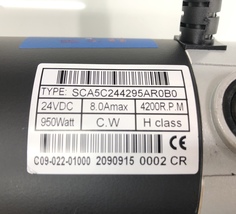 TYPE: SCA5C244295AR0B0
24VDC 8.0Amax 4200R.P.M
950Watt C.W H class
CE
C09-022-01000 2090915 0002 CR